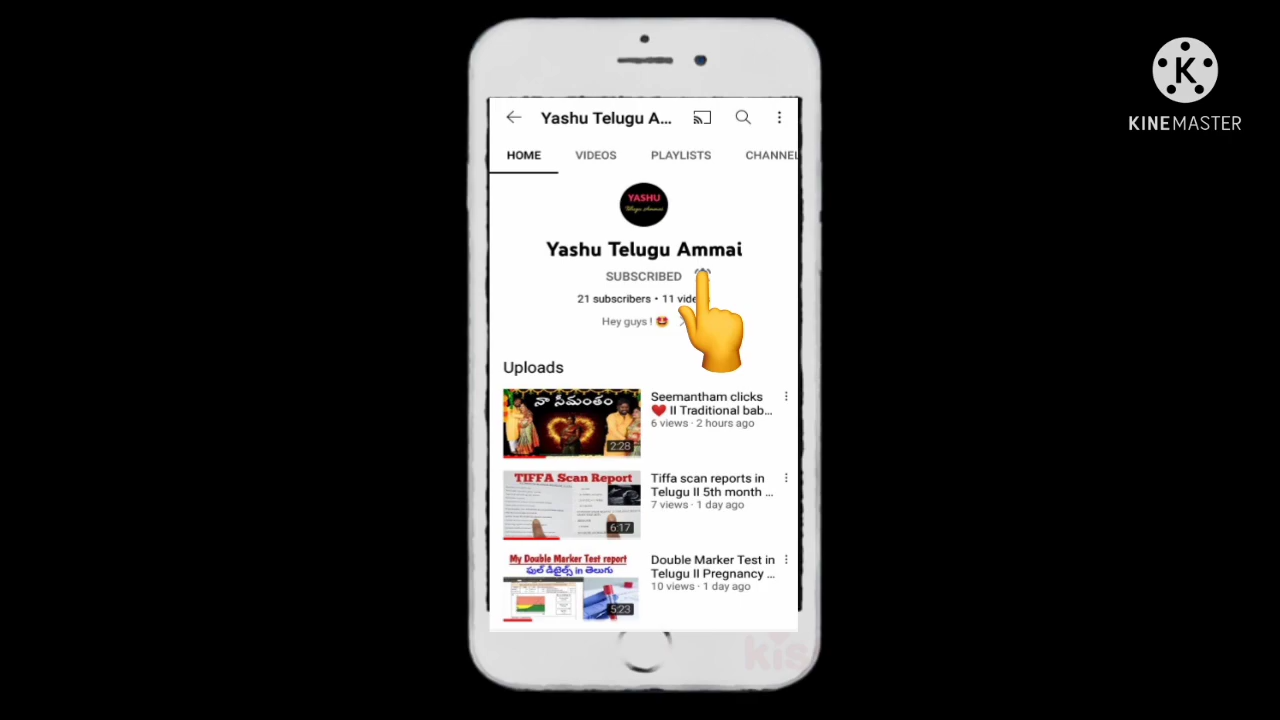 Yashu Telugu A...
HOME VIDEOS PLAYLISTS CHANNEL
YASHU
Telugu Ammai
Yashu Telugu Ammai
SUBSCRIBED
21 subscribers • 11 vide
Hey guys ! 🤩
Uploads
నా సీమంతం
2:28
Seemantham clicks
❤️ II Traditional bab...
6 views · 2 hours ago
TIFFA Scan Report
6:17
Tiffa scan reports in
Telugu II 5th month ...
7 views · 1 day ago
My Double Marker Test report
ఫుల్ డీటైల్స్ in తెలుగు
5:23
Double Marker Test in
Telugu II Pregnancy ...
10 views · 1 day ago
K
KINEMASTER
kis